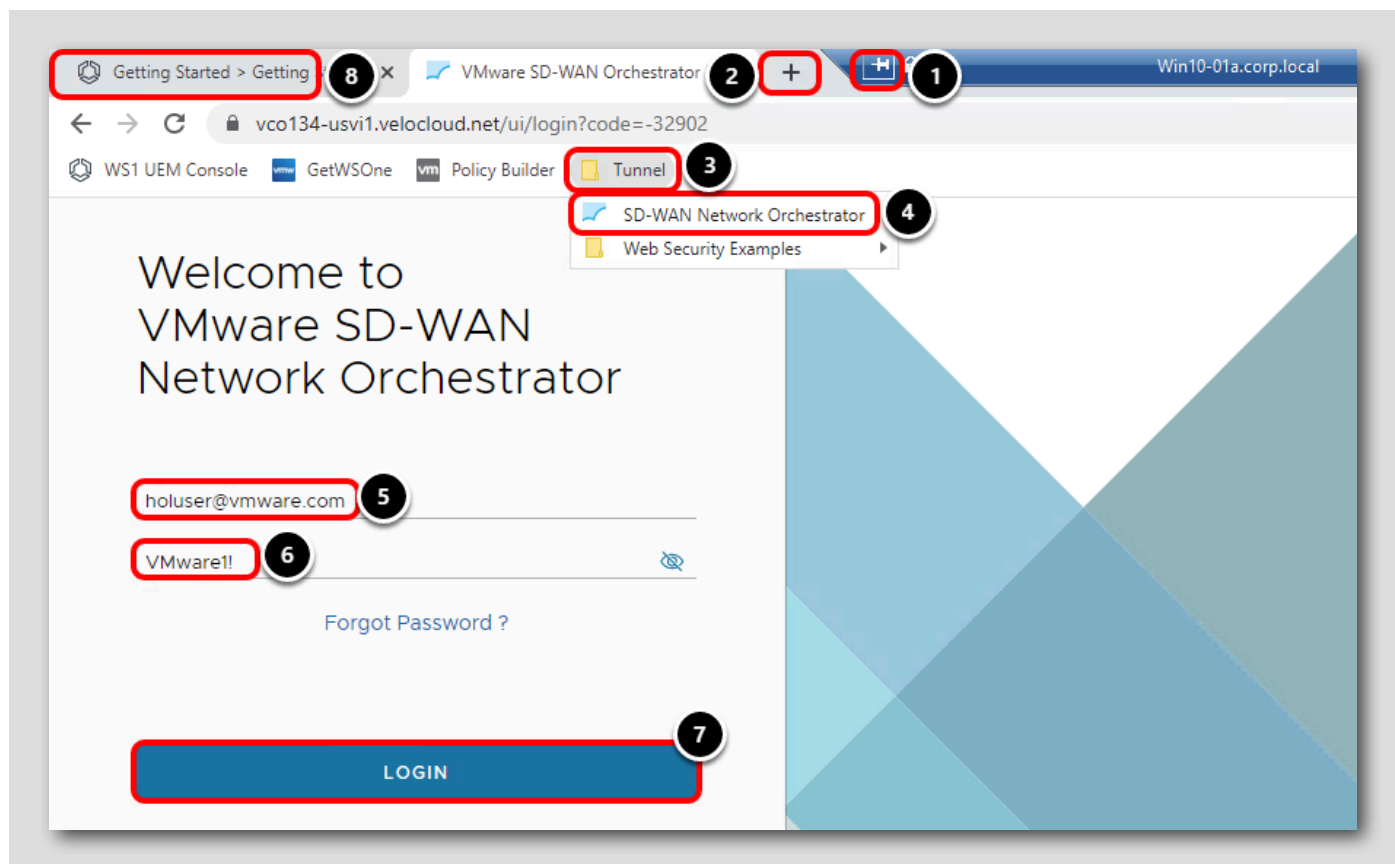 Getting Started > Getting
8
VMware SD-WAN Orchestrator
2
1
Win10-01a.corp.local
vco134-usvi1.velocloud.net/ui/login?code=-32902
WS1 UEM Console
vmw
GetWSOne
vm
Policy Builder
Tunnel
3
SD-WAN Network Orchestrator
4
Web Security Examples
Welcome to
VMware SD-WAN
Network Orchestrator
holuser@vmware.com
5
VMware1!
6
Forgot Password ?
7
LOGIN